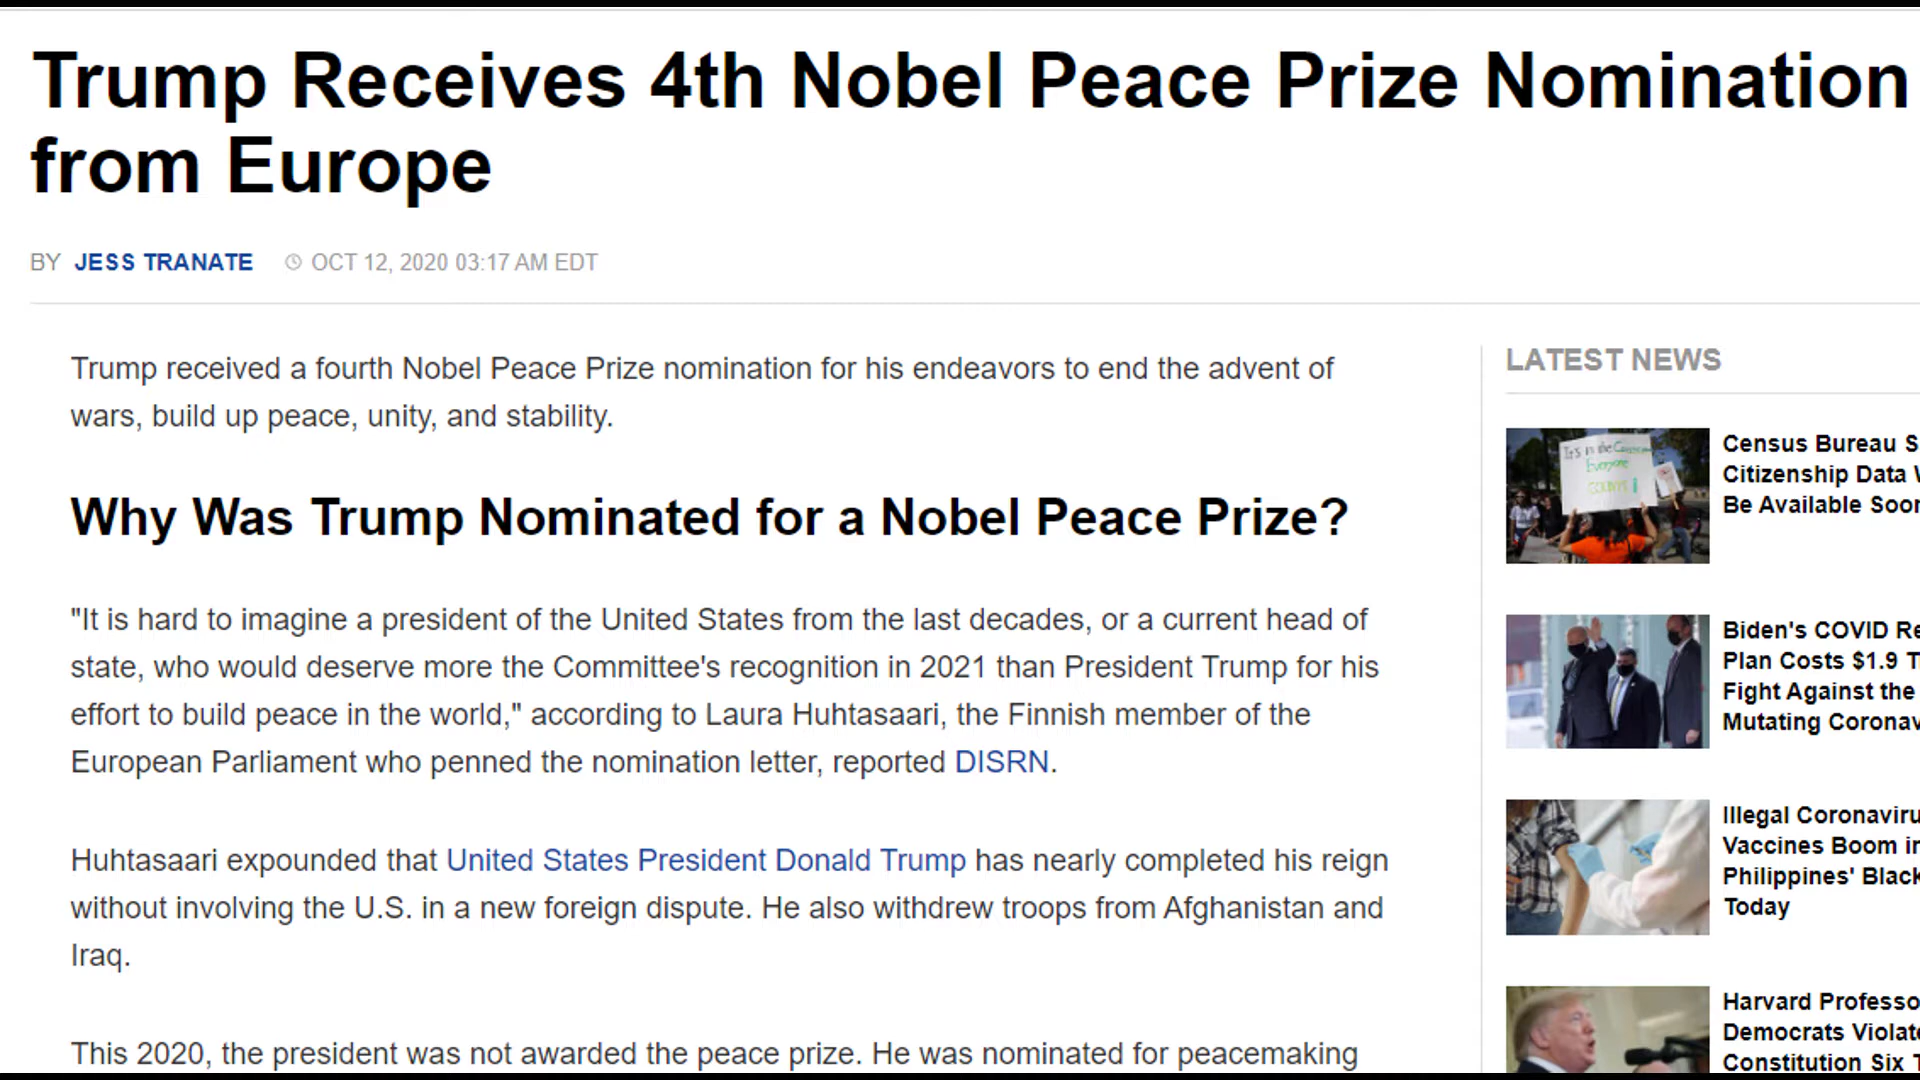 Trump Receives 4th Nobel Peace Prize Nomination
from Europe
BY JESS TRANATE OCT 12, 2020 03:17 AM EDT
Trump received a fourth Nobel Peace Prize nomination for his endeavors to end the advent of
wars, build up peace, unity, and stability.
Why Was Trump Nominated for a Nobel Peace Prize?
"It is hard to imagine a president of the United States from the last decades, or a current head of
state, who would deserve more the Committee's recognition in 2021 than President Trump for his
effort to build peace in the world," according to Laura Huhtasaari, the Finnish member of the
European Parliament who penned the nomination letter, reported DISRN.
Huhtasaari expounded that United States President Donald Trump has nearly completed his reign
without involving the U.S. in a new foreign dispute. He also withdrew troops from Afghanistan and
Iraq.
This 2020, the president was not awarded the peace prize. He was nominated for peacemaking
LATEST NEWS
Census Bureau S
Citizenship Data
Be Available Soon
Biden's COVID Re
Plan Costs $1.9 T
Fight Against the
Mutating Coronav
Illegal Coronaviru
Vaccines Boom in
Philippines' Black
Today
Harvard Professo
Democrats Violate
Constitution Six T